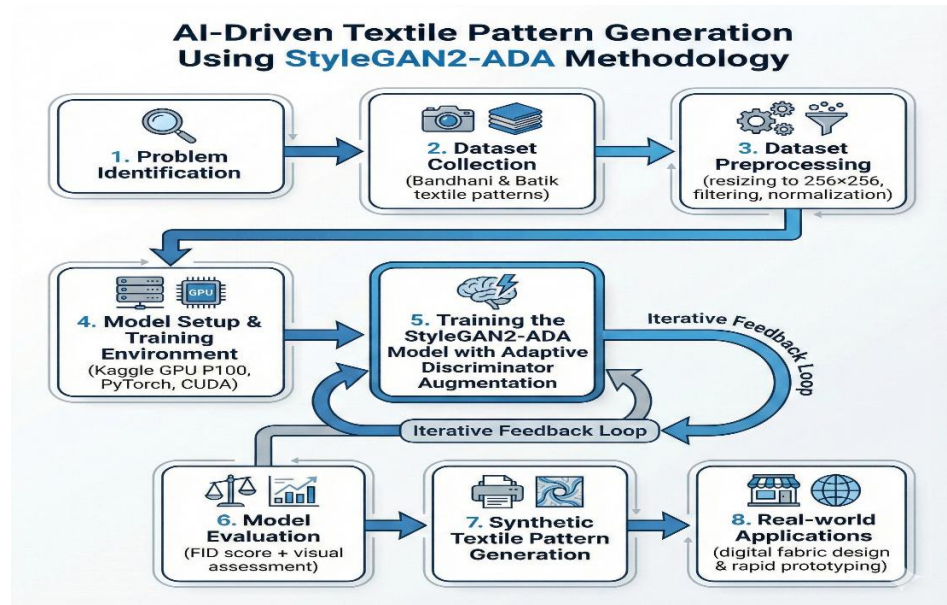 AI-Driven Textile Pattern Generation
Using StyleGAN2-ADA Methodology
1. Problem
Identification
2. Dataset
Collection
(Bandhani & Batik
textile patterns)
3. Dataset
Preprocessing
(resizing to 256×256,
filtering, normalization)
GPU
4. Model Setup &
Training
Environment
(Kaggle GPU P100,
PyTorch, CUDA)
5. Training the
StyleGAN2-ADA
Model with Adaptive
Discriminator
Augmentation
Iterative Feedback Loop
Iterative Feedback Loop
6. Model
Evaluation
(FID score + visual
assessment)
7. Synthetic
Textile Pattern
Generation
8. Real-world
Applications
(digital fabric design
& rapid prototyping)